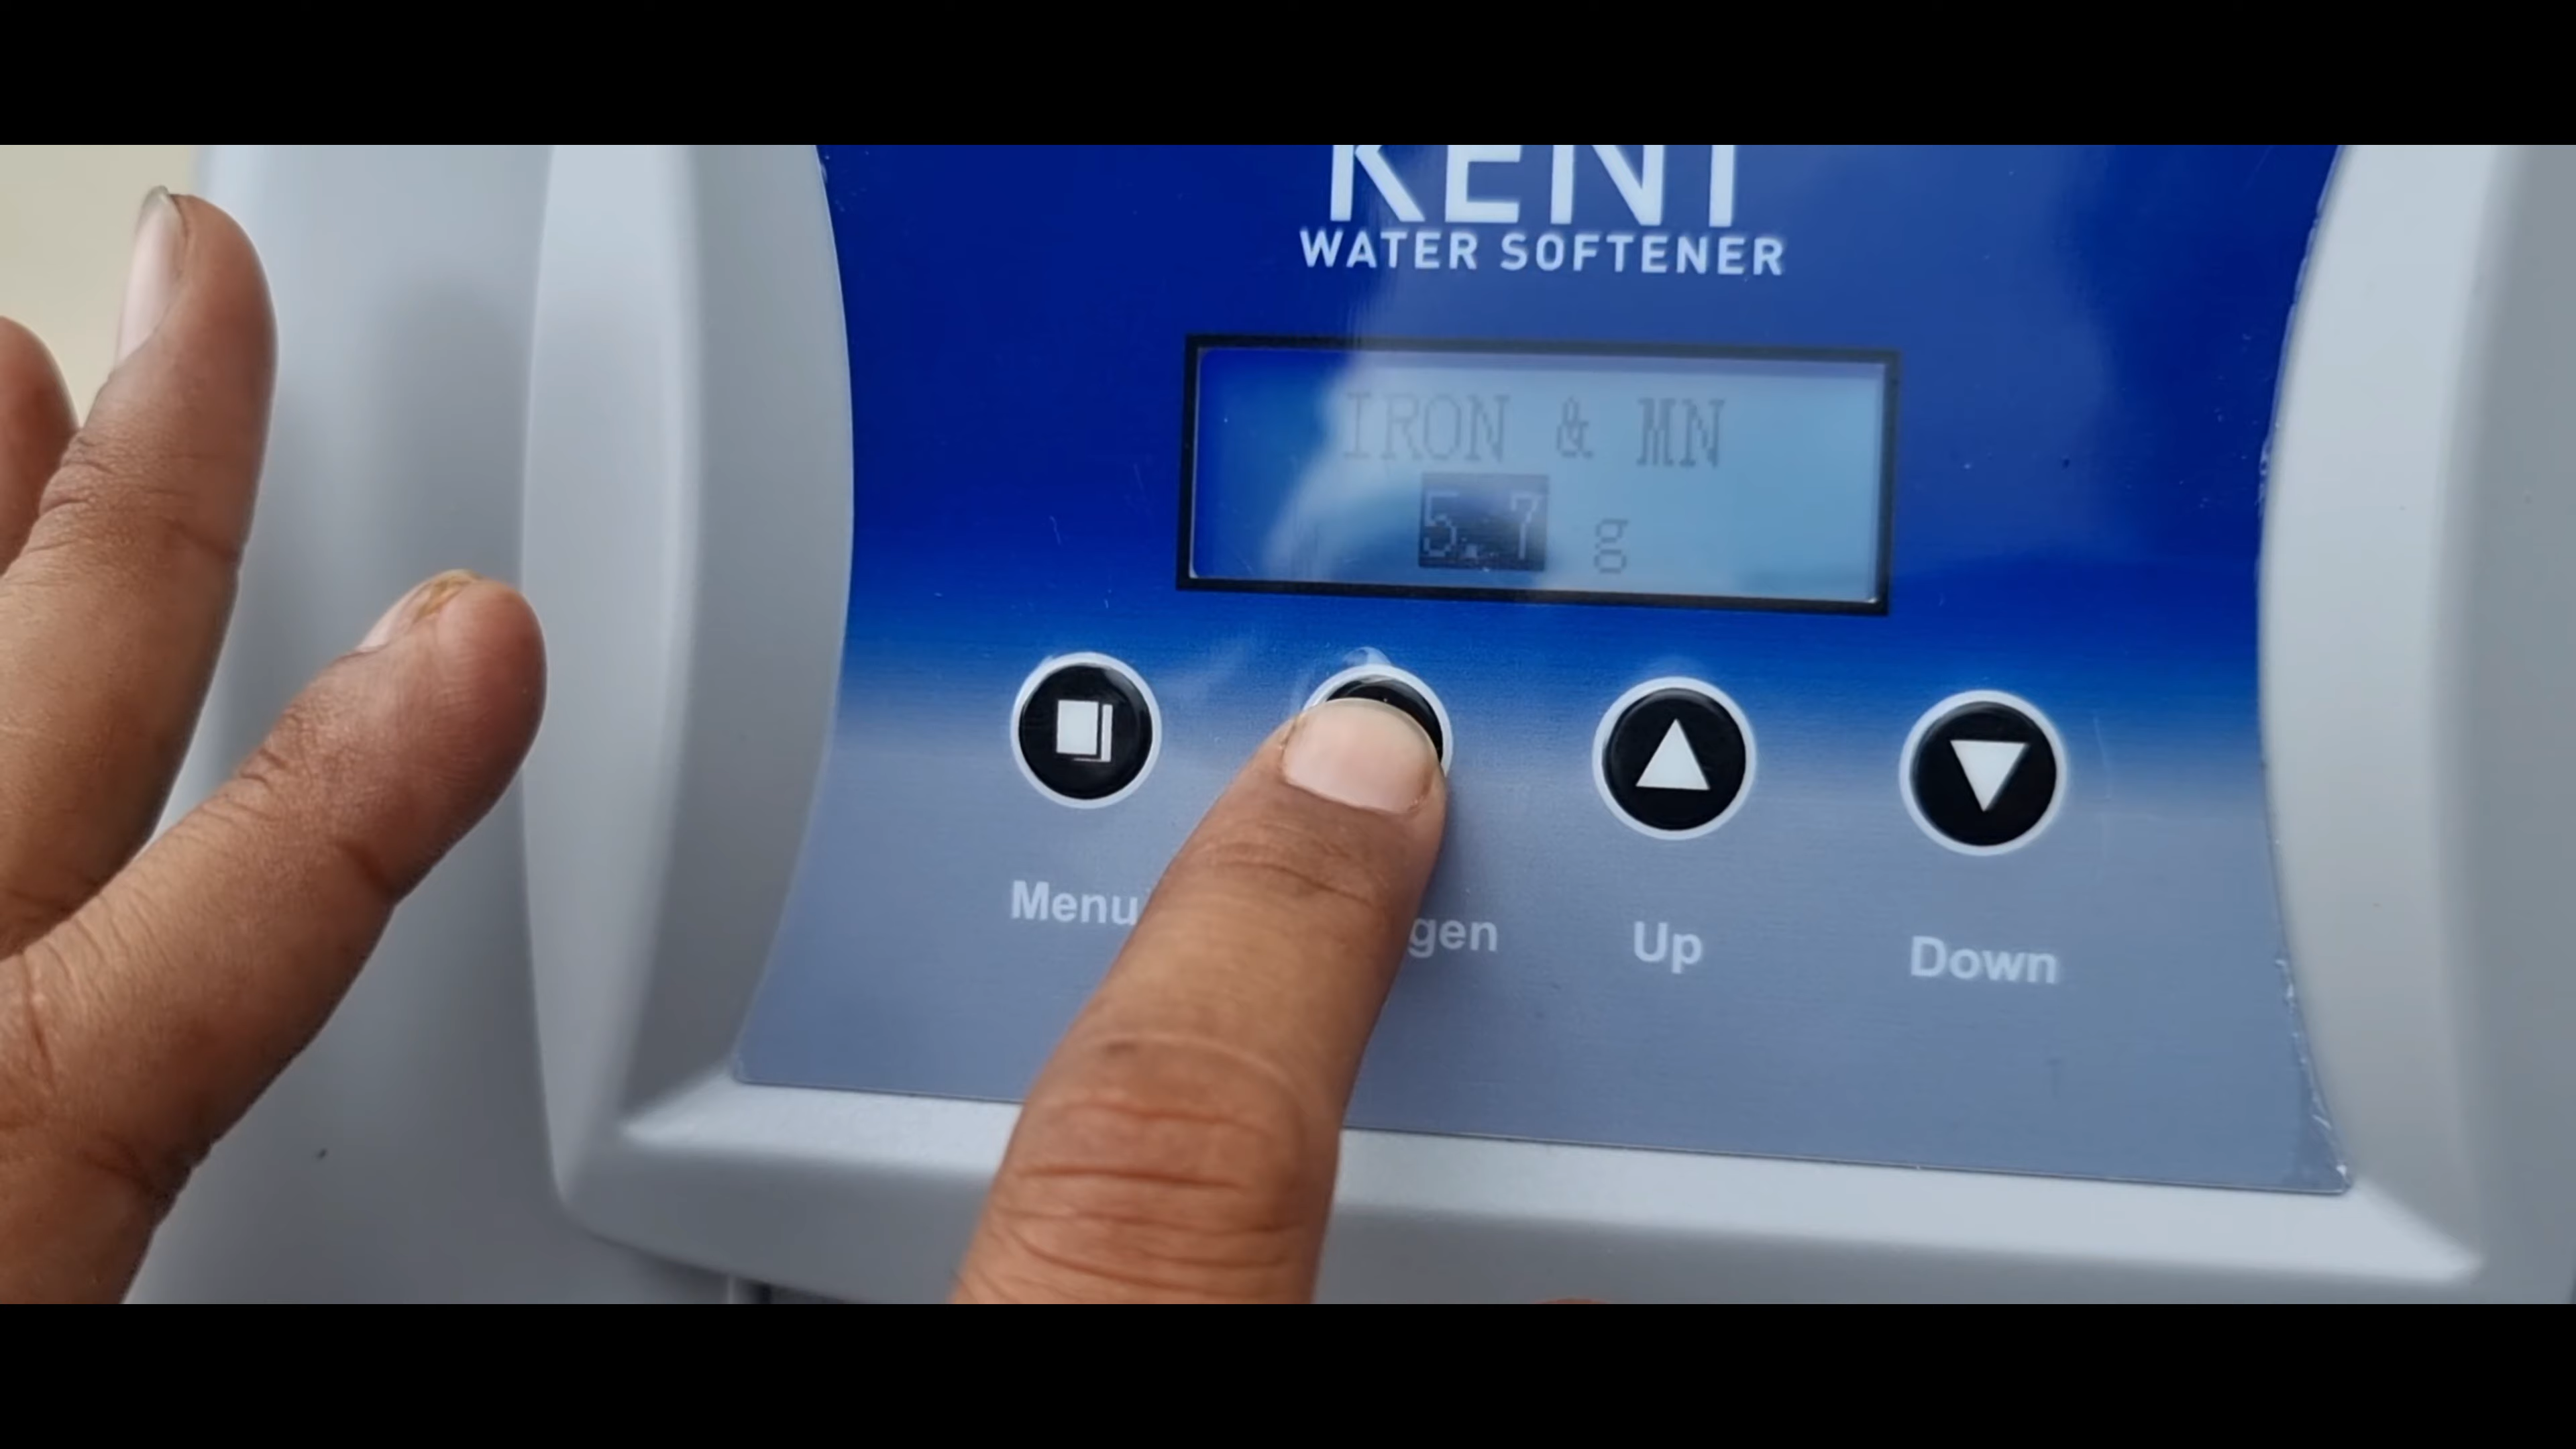 KENT
WATER SOFTENER
IRON & MN
5.7 g
Menu
gen
Up
Down